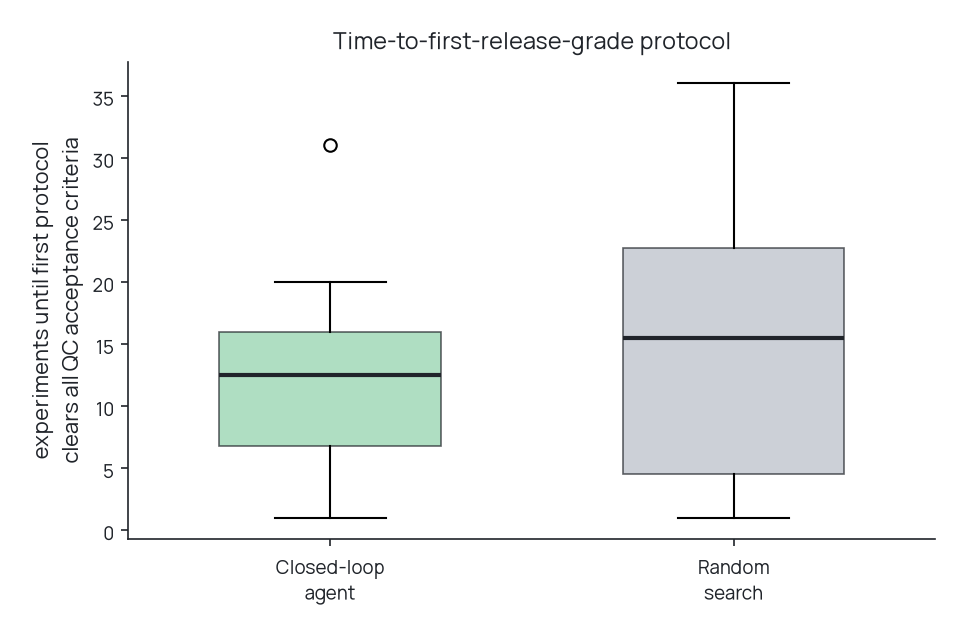 Time-to-first-release-grade protocol
experiments until first protocol
clears all QC acceptance criteria
35
30
25
20
15
10
5
0
Closed-loop
agent
Random
search